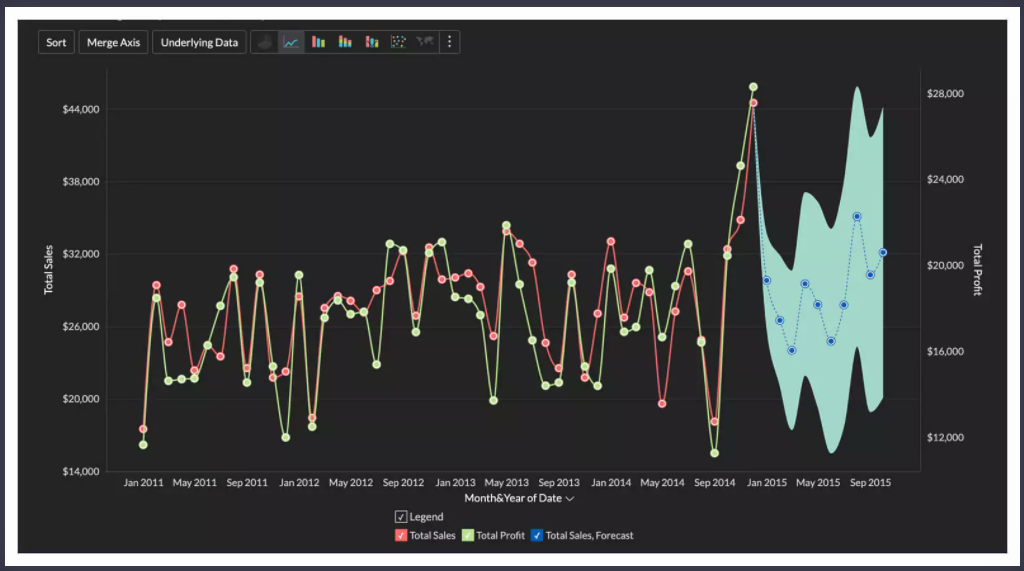 Sort Merge Axis Underlying Data
$44,000 $28,000
$38,000 $24,000
$32,000 $20,000
$26,000 $16,000
$20,000 $12,000
$14,000
Total Sales
Total Profit
Jan 2011 May 2011 Sep 2011 Jan 2012 May 2012 Sep 2012 Jan 2013 May 2013 Sep 2013 Jan 2014 May 2014 Sep 2014 Jan 2015 May 2015 Sep 2015
Month&Year of Date
Legend
Total Sales Total Profit Total Sales, Forecast